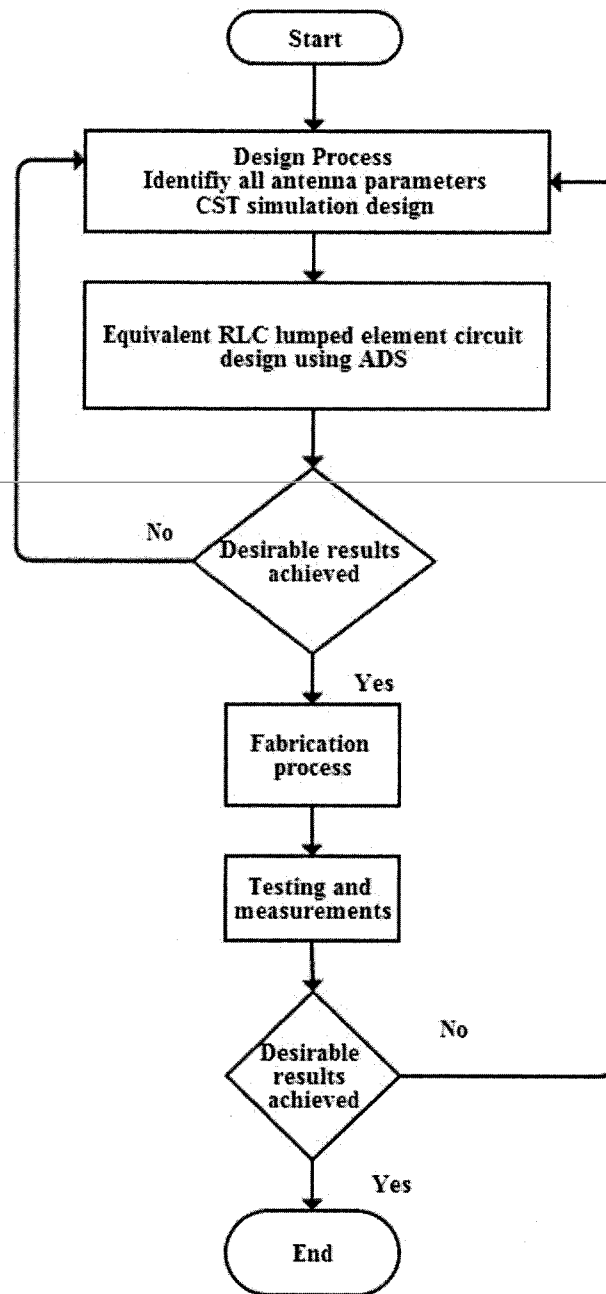 Start
Design Process
Identifiy all antenna parameters
CST simulation design
Equivalent RLC lumped element circuit
design using ADS
No
Desirable results
achieved
Yes
Fabrication
process
Testing and
measurements
No
Desirable
results
achieved
Yes
End